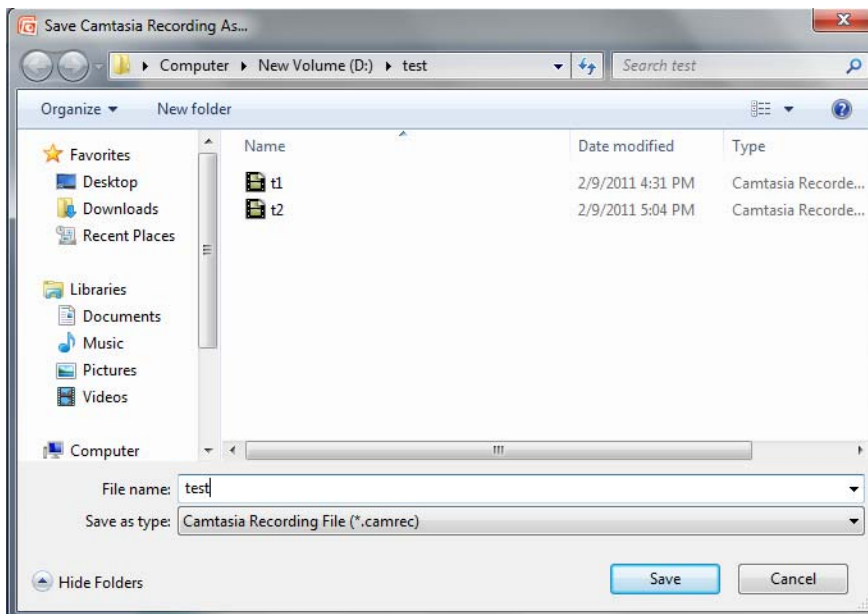 Save Camtasia Recording As...
Computer New Volume (D:) test Search test
Organize New folder
Favorites
Desktop
Downloads
Recent Places
Libraries
Documents
Music
Pictures
Videos
Computer
Name Date modified Type
t1 2/9/2011 4:31 PM Camtasia Recorde...
t2 2/9/2011 5:04 PM Camtasia Recorde...
File name: test
Save as type: Camtasia Recording File (*.camrec)
Hide Folders Save Cancel